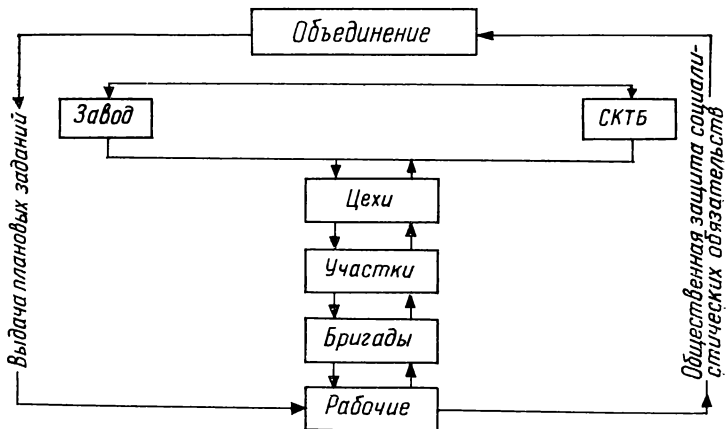 Объединение
Завод
СКТБ
Цехи
Участки
Бригады
Рабочие
Выдача плановых заданий
Общественная защита социали-
стических обязательств